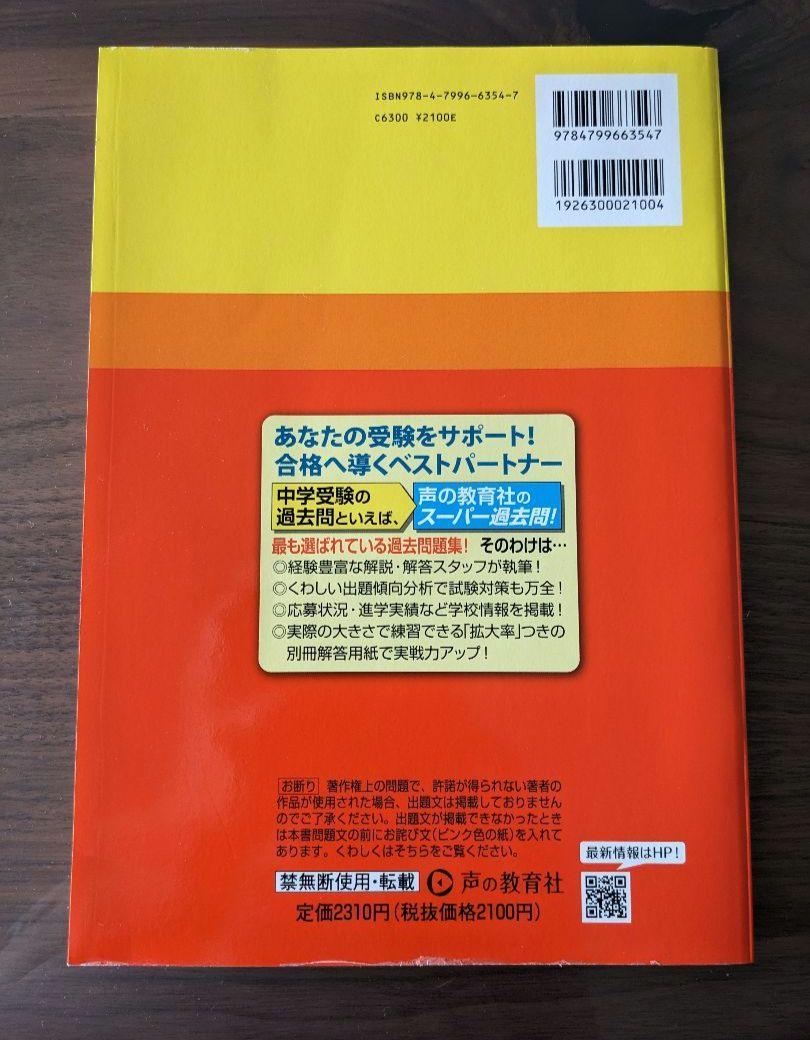 ISBN978-4-7996-6354-7
C6300 ¥2100E
9784799663547
1926300021004
あなたの受験をサポート!
合格へ導くベストパートナー
中学受験の
過去問といえば、
声の教育社の
スーパー過去問!
最も選ばれている過去問題集! そのわけは…
◎経験豊富な解説・解答スタッフが執筆!
◎くわしい出題傾向分析で試験対策も万全!
◎応募状況・進学実績など学校情報を掲載!
◎実際の大きさで練習できる「拡大率」つきの
別冊解答用紙で実戦力アップ!
お断り 著作権上の問題で、許諾が得られない著者の
作品が使用された場合、出題文は掲載しておりません
のでご了承ください。出題文が掲載できなかったとき
は本書問題文の前にお詫び文(ピンク色の紙)を入れて
あります。くわしくはそちらをご覧ください。
最新情報はHP!
禁無断使用・転載 声の教育社
定価2310円(税抜価格2100円)